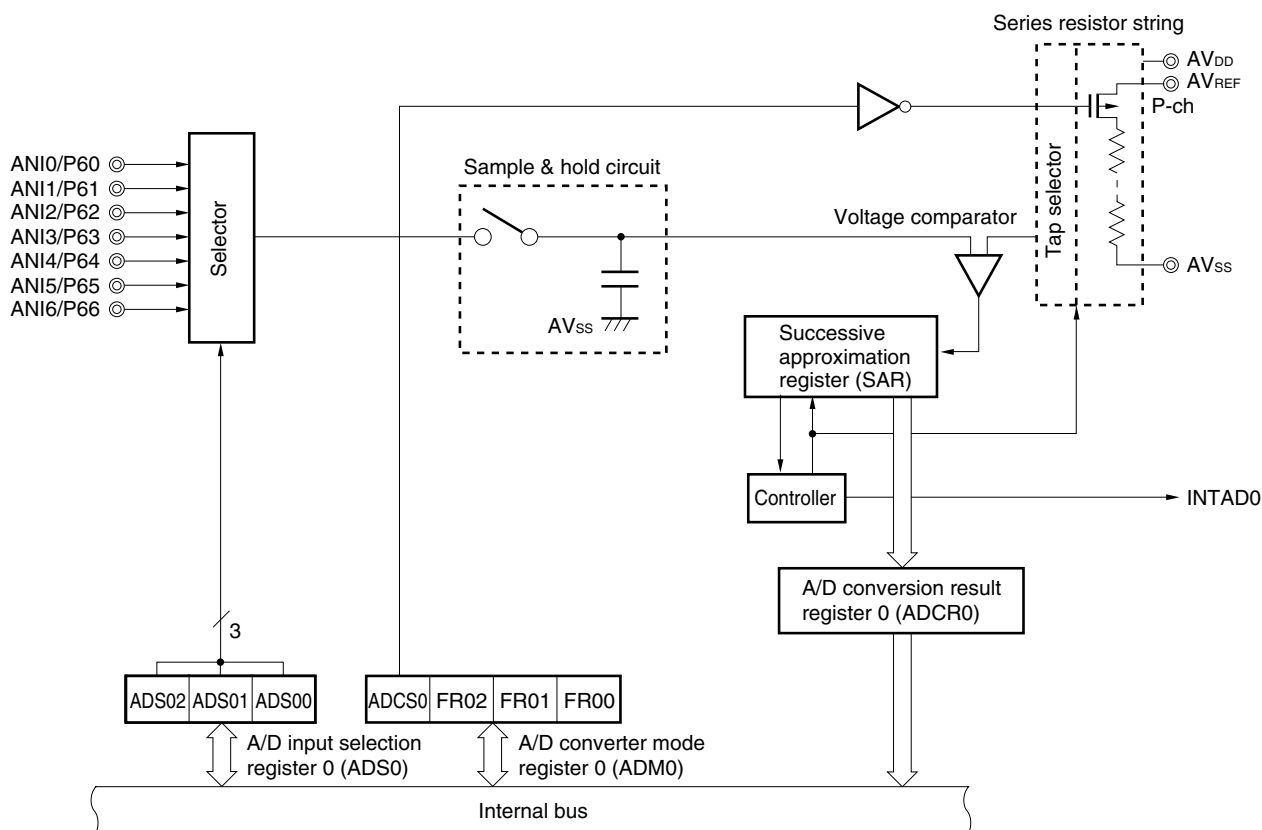 Series resistor string
AVDD
AVREF
P-ch
ANI0/P60
ANI1/P61
ANI2/P62
ANI3/P63
ANI4/P64
ANI5/P65
ANI6/P66
Selector
Sample & hold circuit
AVSS
Voltage comparator
Tap selector
AVSS
Successive
approximation
register (SAR)
Controller
INTAD0
A/D conversion result
register 0 (ADCR0)
3
ADS02 ADS01 ADS00
ADCS0 FR02 FR01 FR00
A/D input selection
register 0 (ADS0)
A/D converter mode
register 0 (ADM0)
Internal bus